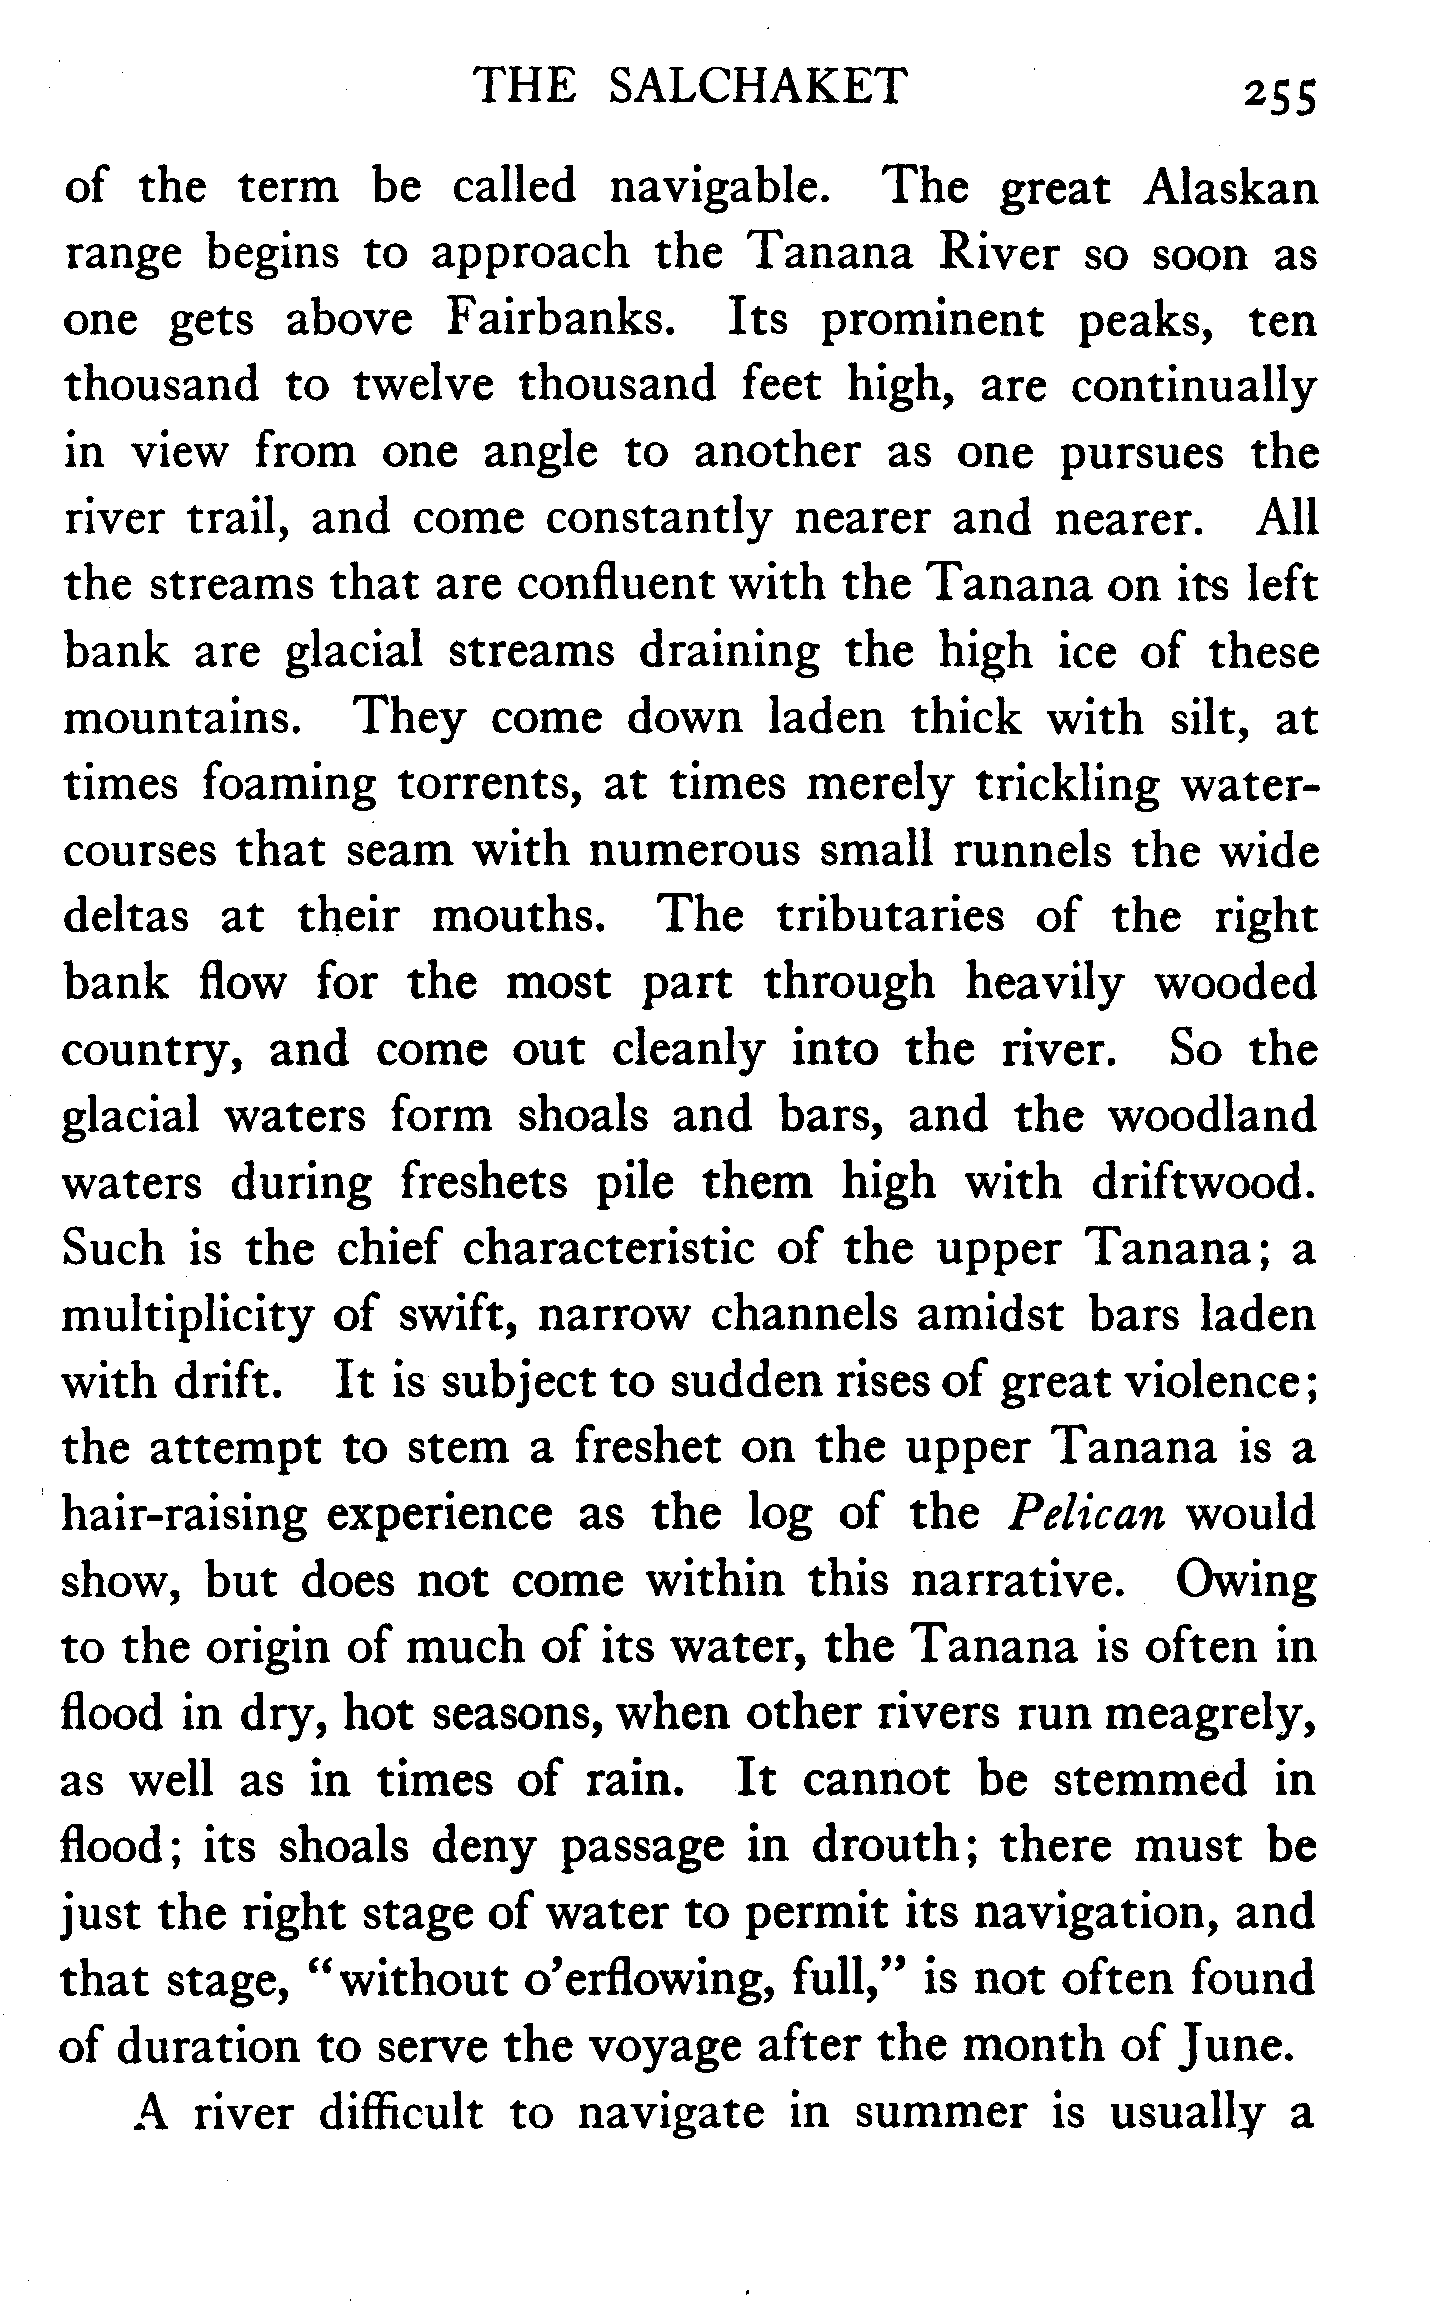 THE SALCHAKET 255
of the term be called navigable. The great Alaskan
range begins to approach the Tanana River so soon as
one gets above Fairbanks. Its prominent peaks, ten
thousand to twelve thousand feet high, are continually
in view from one angle to another as one pursues the
river trail, and come constantly nearer and nearer. All
the streams that are confluent with the Tanana on its left
bank are glacial streams draining the high ice of these
mountains. They come down laden thick with silt, at
times foaming torrents, at times merely trickling water-
courses that seam with numerous small runnels the wide
deltas at their mouths. The tributaries of the right
bank flow for the most part through heavily wooded
country, and come out cleanly into the river. So the
glacial waters form shoals and bars, and the woodland
waters during freshets pile them high with driftwood.
Such is the chief characteristic of the upper Tanana; a
multiplicity of swift, narrow channels amidst bars laden
with drift. It is subject to sudden rises of great violence;
the attempt to stem a freshet on the upper Tanana is a
hair-raising experience as the log of the Pelican would
show, but does not come within this narrative. Owing
to the origin of much of its water, the Tanana is often in
flood in dry, hot seasons, when other rivers run meagrely,
as well as in times of rain. It cannot be stemmed in
flood; its shoals deny passage in drouth; there must be
just the right stage of water to permit its navigation, and
that stage, "without o'erflowing, full," is not often found
of duration to serve the voyage after the month of June.
A river difficult to navigate in summer is usually a